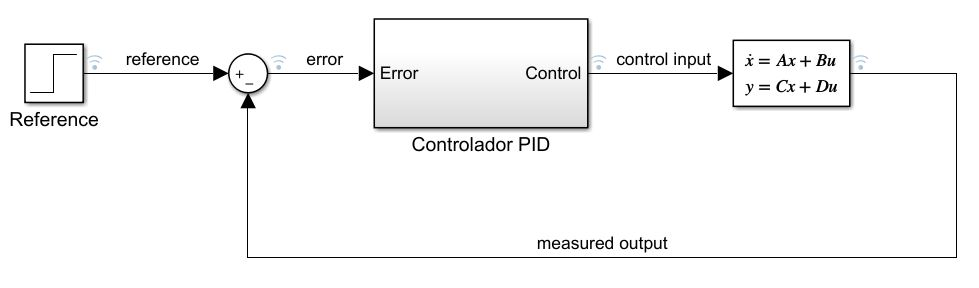 reference
error
Error
Control
control input
ẋ = Ax + Bu
y = Cx + Du
+
−
Reference
Controlador PID
measured output